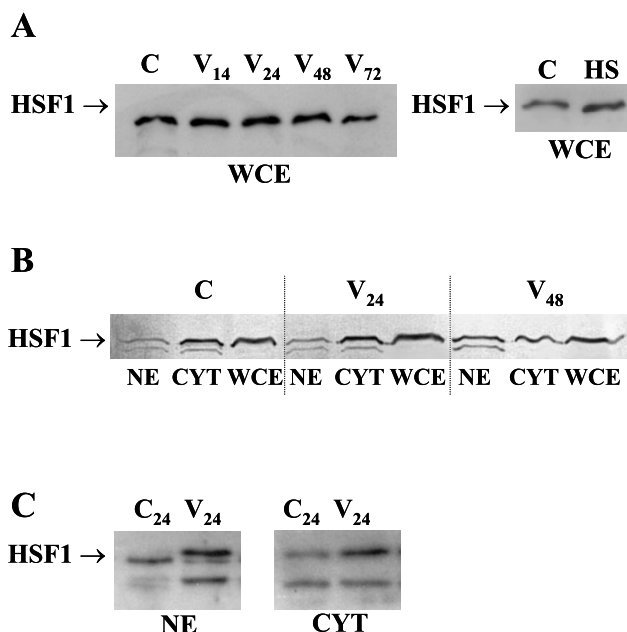 A
C V14 V24 V48 V72
HSF1 →
WCE
C HS
HSF1 →
WCE
B
C V24 V48
HSF1 →
NE CYT WCE NE CYT WCE NE CYT WCE
C
C24 V24 C24 V24
HSF1 →
NE CYT